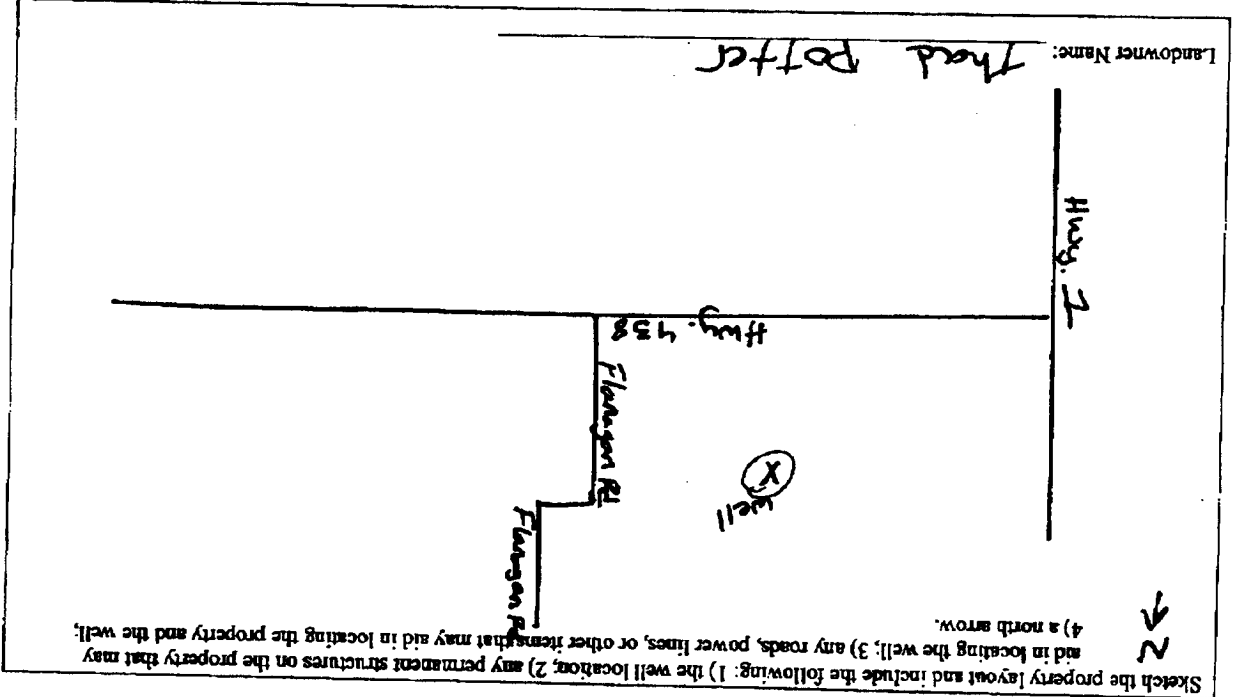 Sketch the property layout and include the following: 1) the well location; 2) any permanent structures on the property that may
aid in locating the well; 3) any roads, power lines, or other items that may aid in locating the property and the well;
4) a north arrow.
N
Flanagan Rd
Well
X
Flanagan Rd
Hwy. 438
Hwy. 1
Landowner Name: Thad Potter